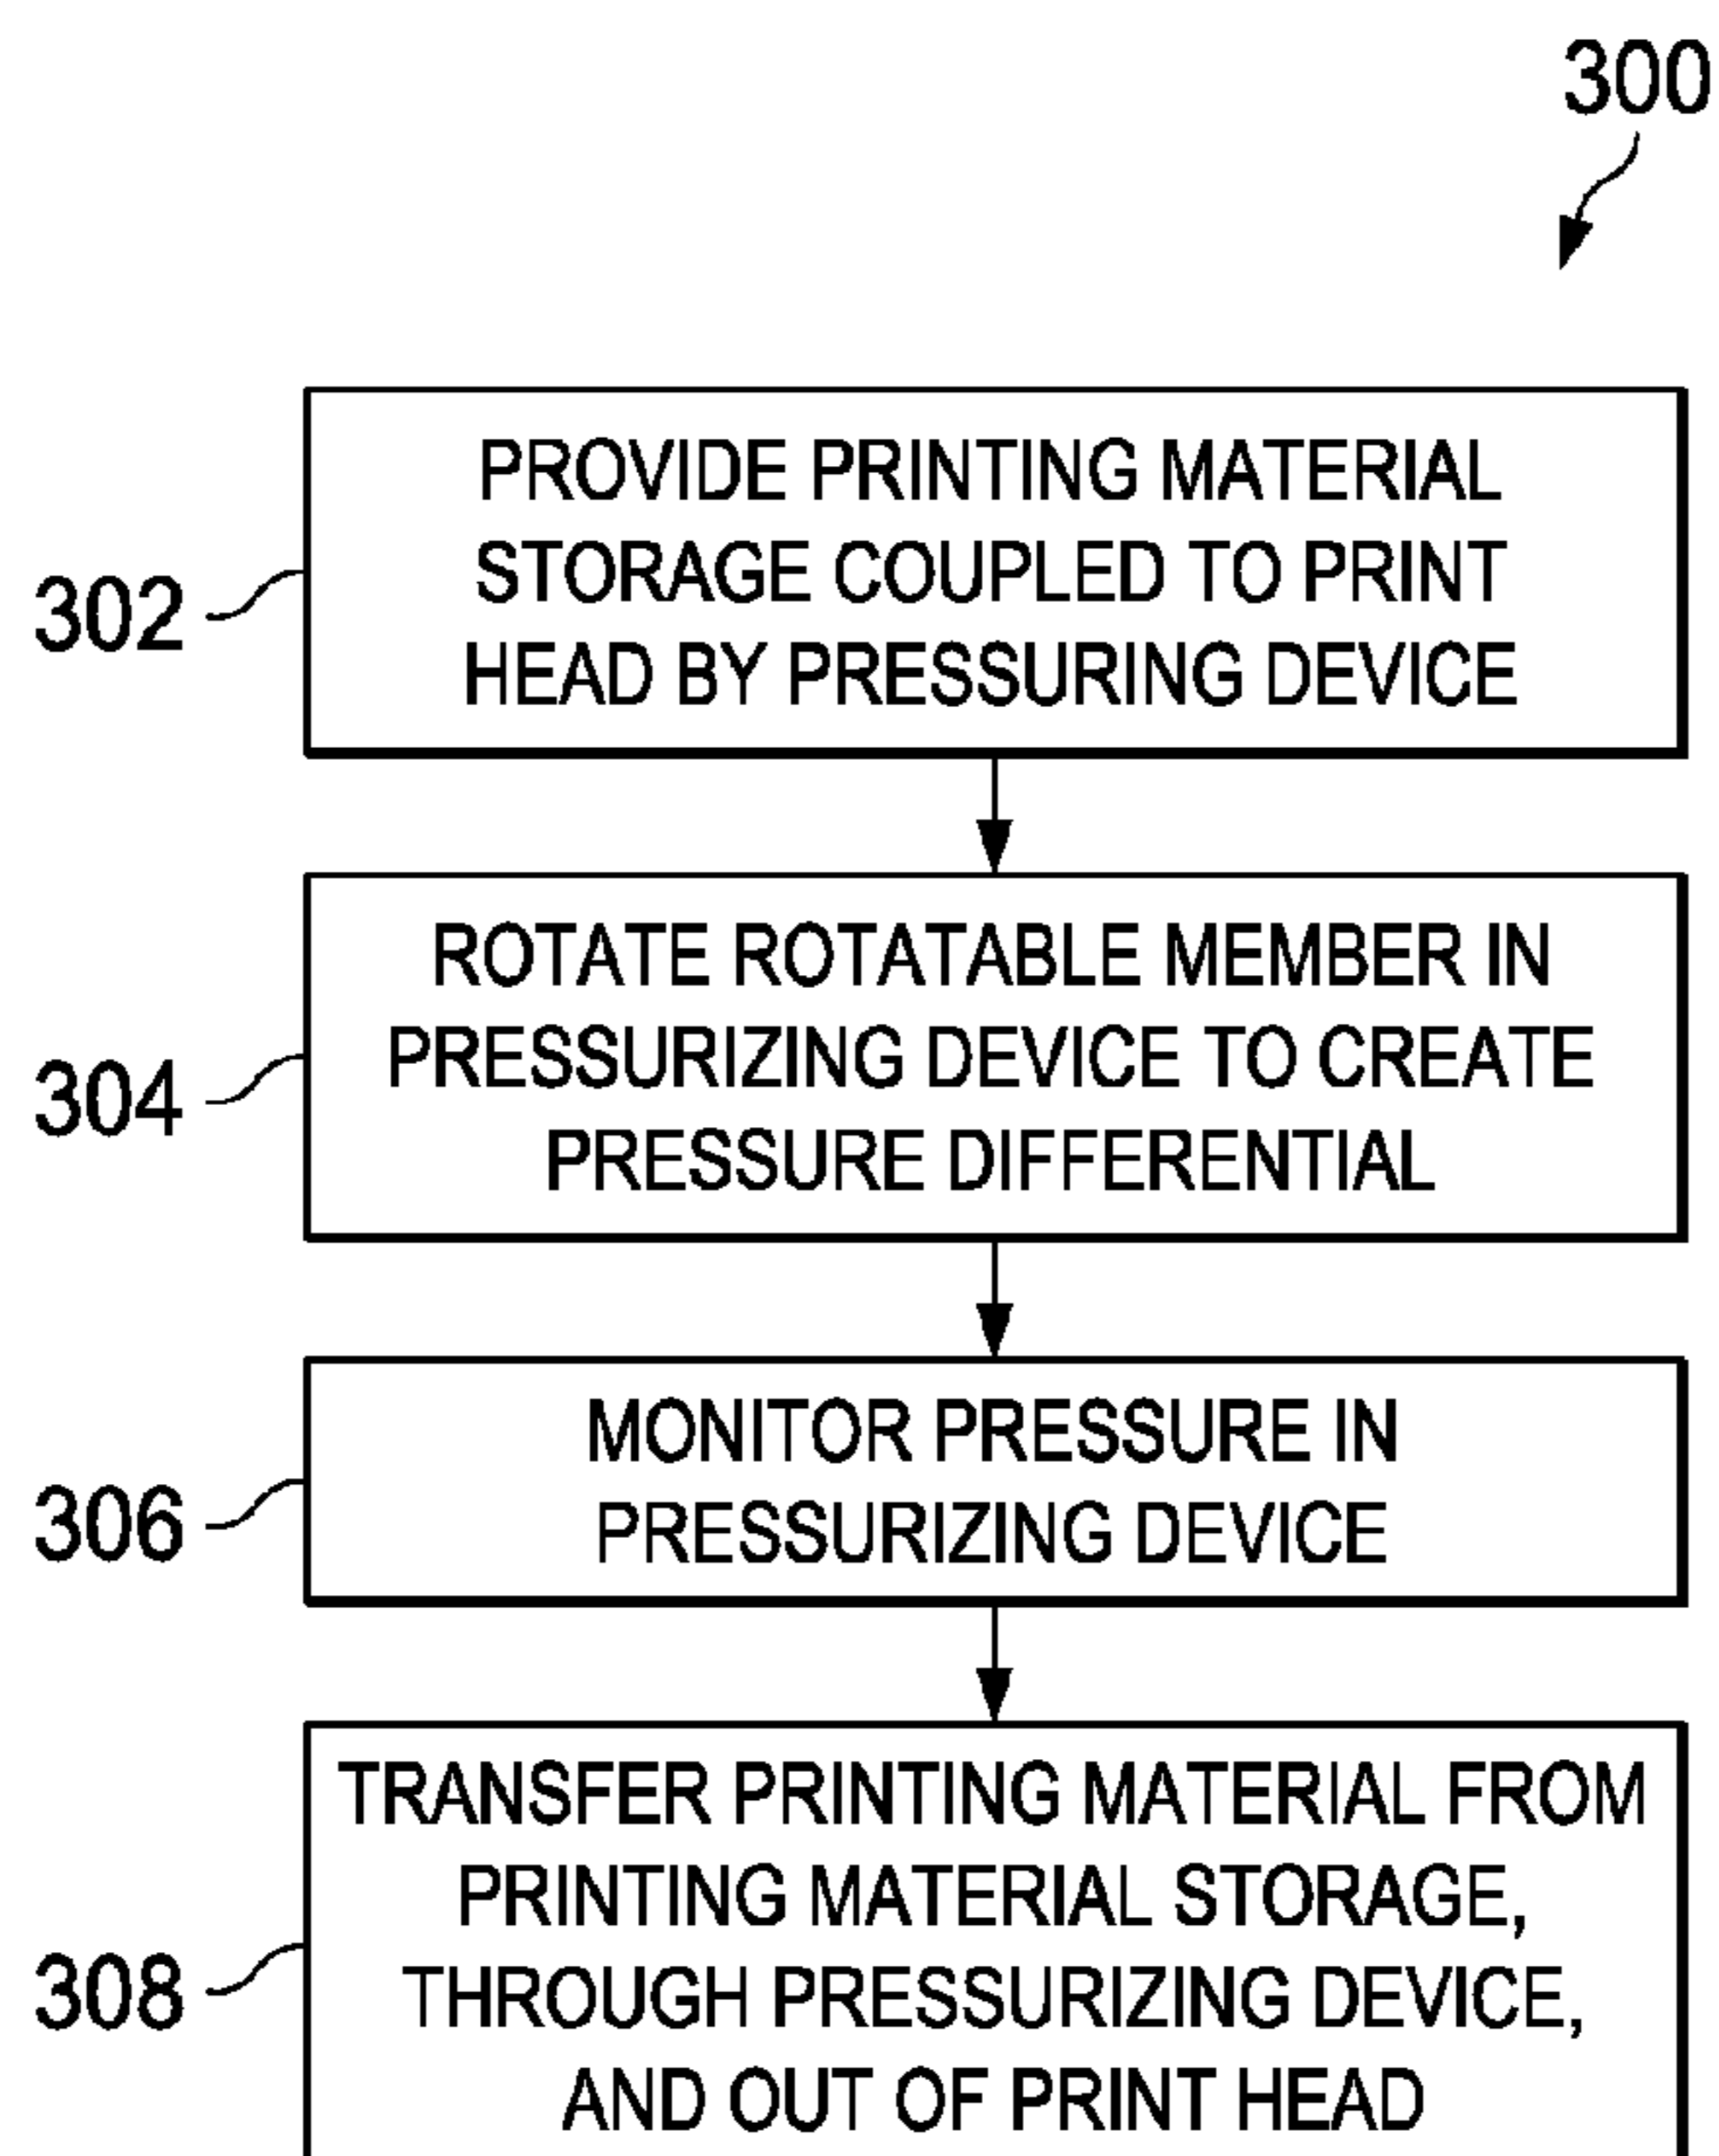 300
PROVIDE PRINTING MATERIAL
STORAGE COUPLED TO PRINT
HEAD BY PRESSURING DEVICE
302
ROTATE ROTATABLE MEMBER IN
PRESSURIZING DEVICE TO CREATE
PRESSURE DIFFERENTIAL
304
MONITOR PRESSURE IN
PRESSURIZING DEVICE
306
TRANSFER PRINTING MATERIAL FROM
PRINTING MATERIAL STORAGE,
THROUGH PRESSURIZING DEVICE,
AND OUT OF PRINT HEAD
308